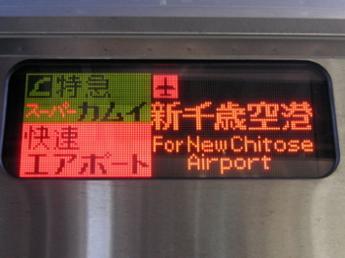 特急
スーパーカムイ
快速
エアポート
新千歳空港
For New Chitose
Airport